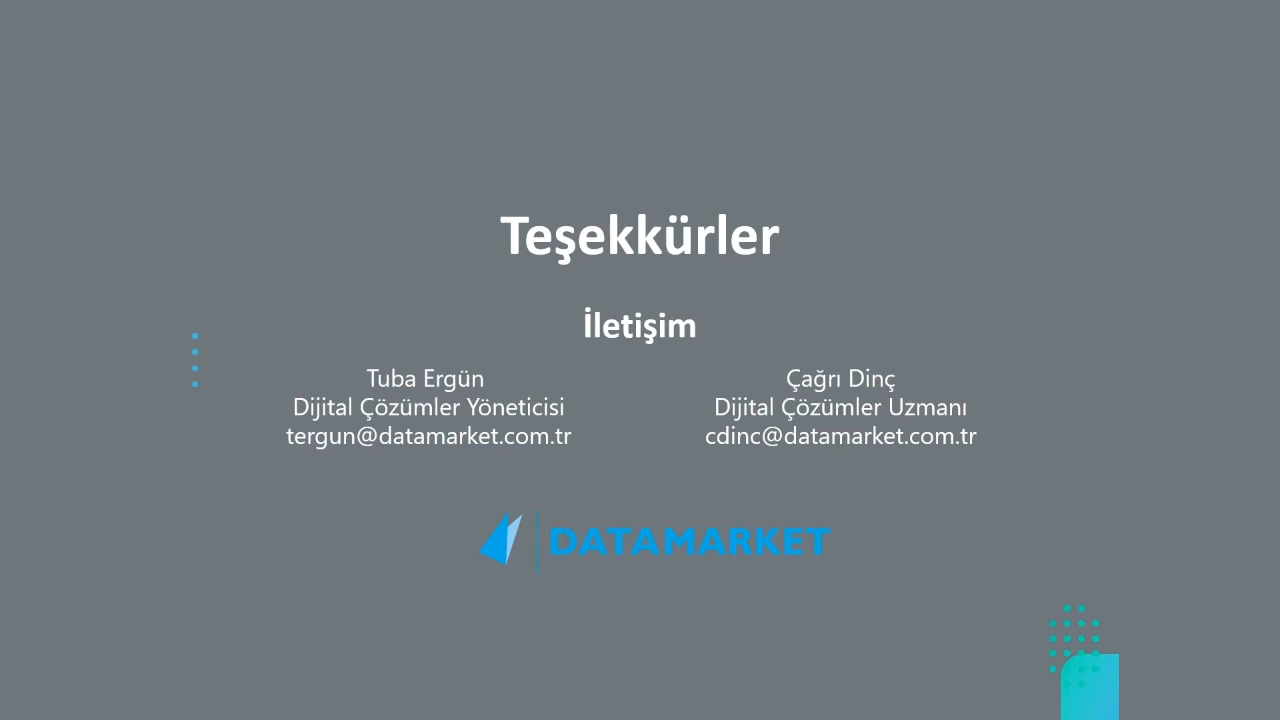 Teşekkürler
İletişim
Tuba Ergün
Dijital Çözümler Yöneticisi
tergun@datamarket.com.tr
Çağrı Dinç
Dijital Çözümler Uzmanı
cdinc@datamarket.com.tr
DATAMARKET